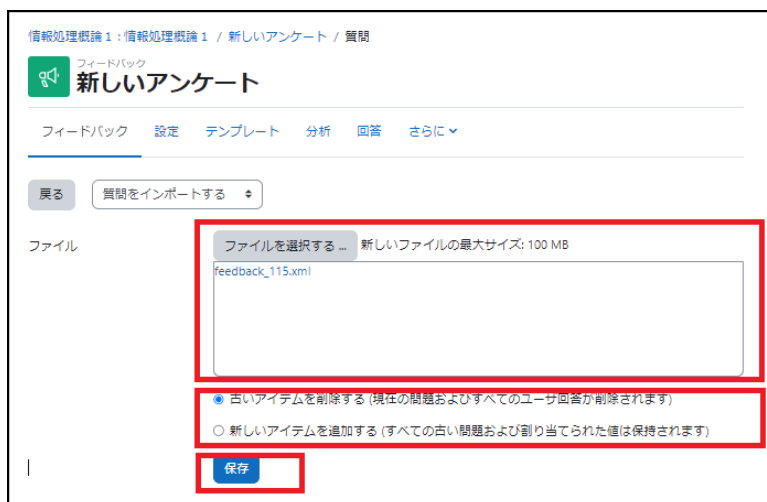 情報処理概論１：情報処理概論１ / 新しいアンケート / 質問
フィードバック
新しいアンケート
フィードバック 設定 テンプレート 分析 回答 さらに
戻る 質問をインポートする
ファイル ファイルを選択する ... 新しいファイルの最大サイズ: 100 MB
feedback_115.xml
古いアイテムを削除する (現在の問題およびすべてのユーザ回答が削除されます)
新しいアイテムを追加する (すべての古い問題および割り当てられた値は保持されます)
保存